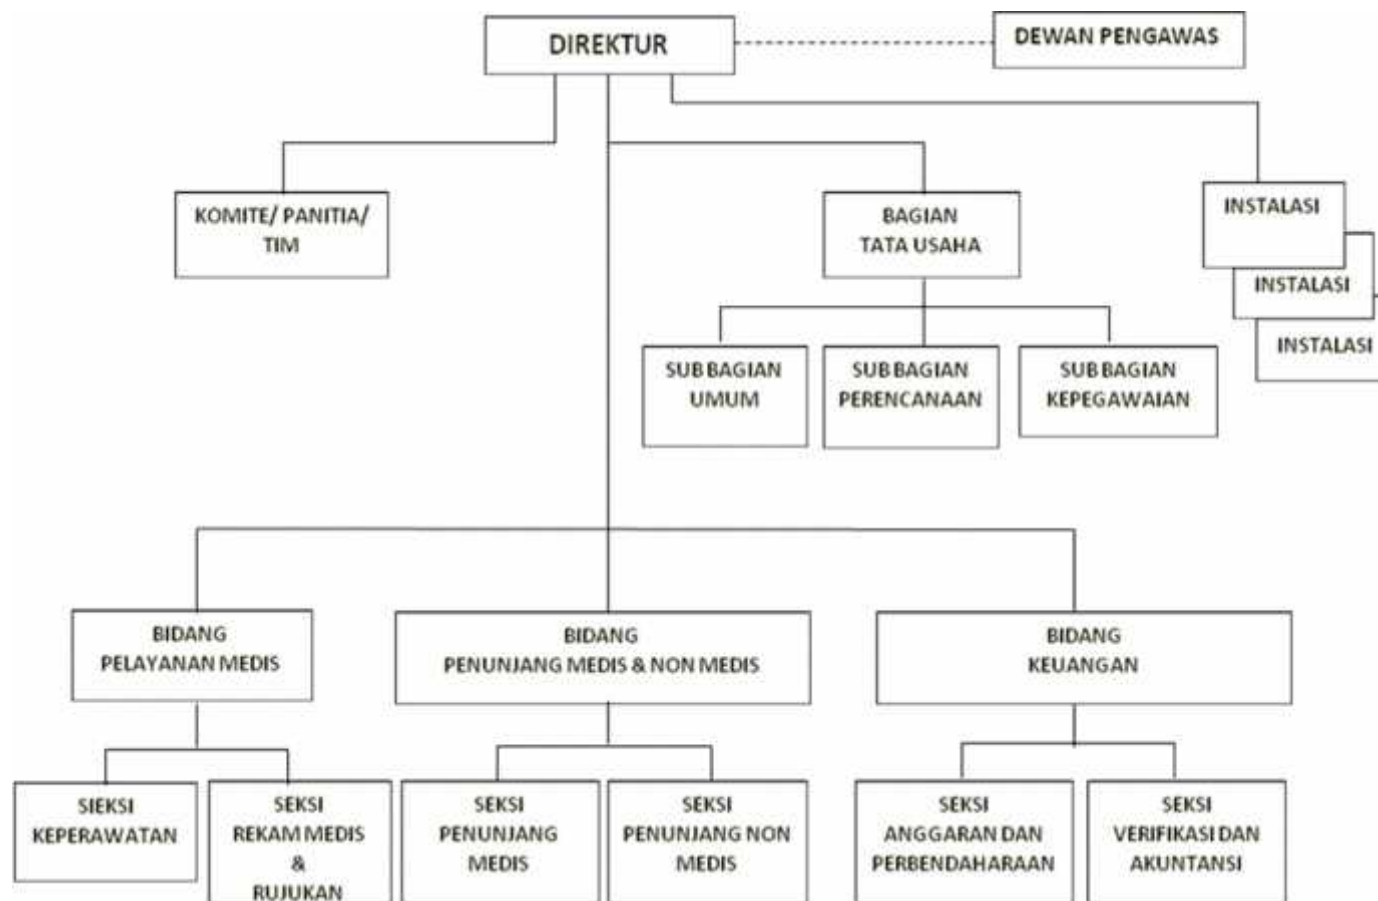 DIREKTUR
DEWAN PENGAWAS
KOMITE/ PANITIA/
TIM
BAGIAN
TATA USAHA
INSTALASI
INSTALASI
INSTALASI
SUB BAGIAN
UMUM
SUB BAGIAN
PERENCANAAN
SUB BAGIAN
KEPEGAWAIAN
BIDANG
PELAYANAN MEDIS
BIDANG
PENUNJANG MEDIS & NON MEDIS
BIDANG
KEUANGAN
SIEKSI
KEPERAWATAN
SEKSI
REKAM MEDIS
&
RUJUKAN
SEKSI
PENUNJANG
MEDIS
SEKSI
PENUNJANG NON
MEDIS
SEKSI
ANGGARAN DAN
PERBENDAHARAAN
SEKSI
VERIFIKASI DAN
AKUNTANSI